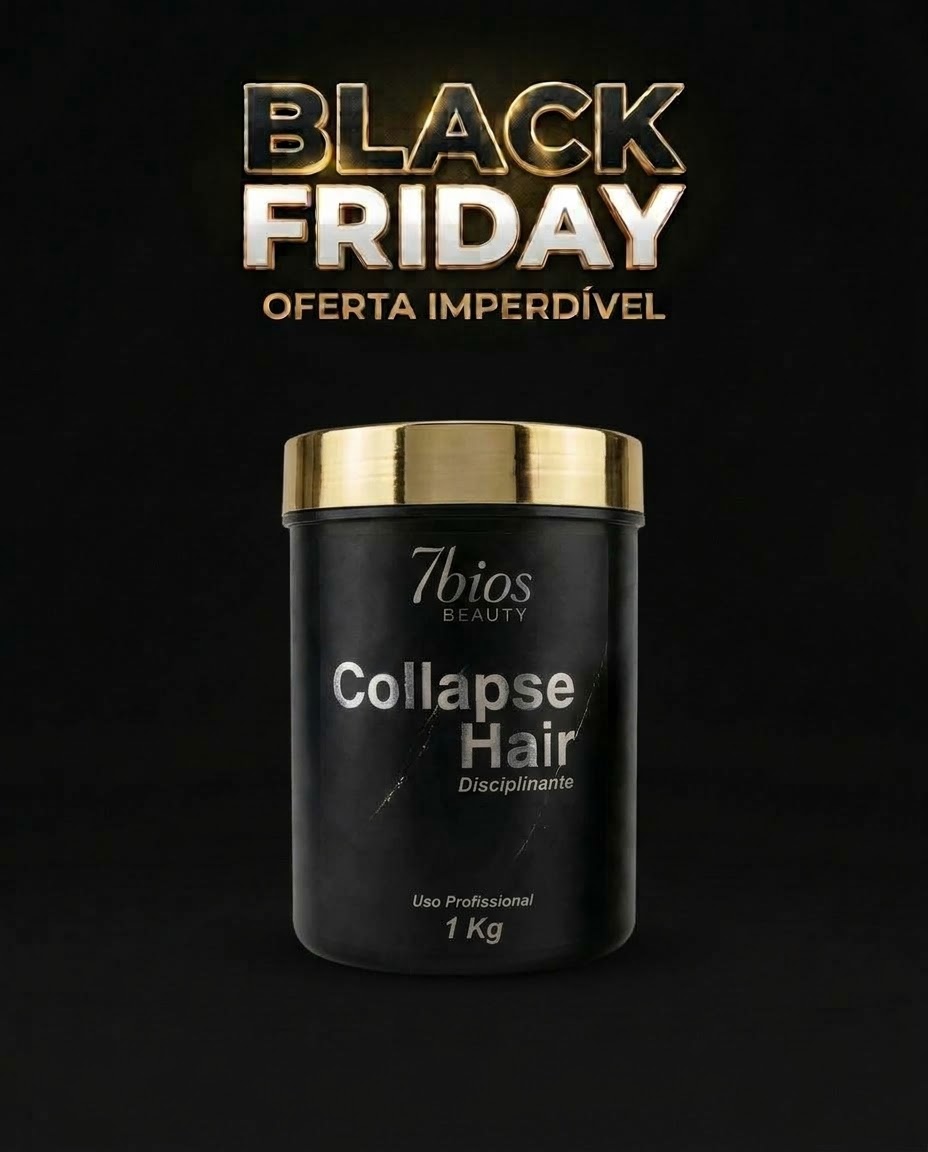 BLACK
FRIDAY
OFERTA IMPERDÍVEL
7bios
BEAUTY
Collapse
Hair
Disciplinante
Uso Profissional
1 Kg